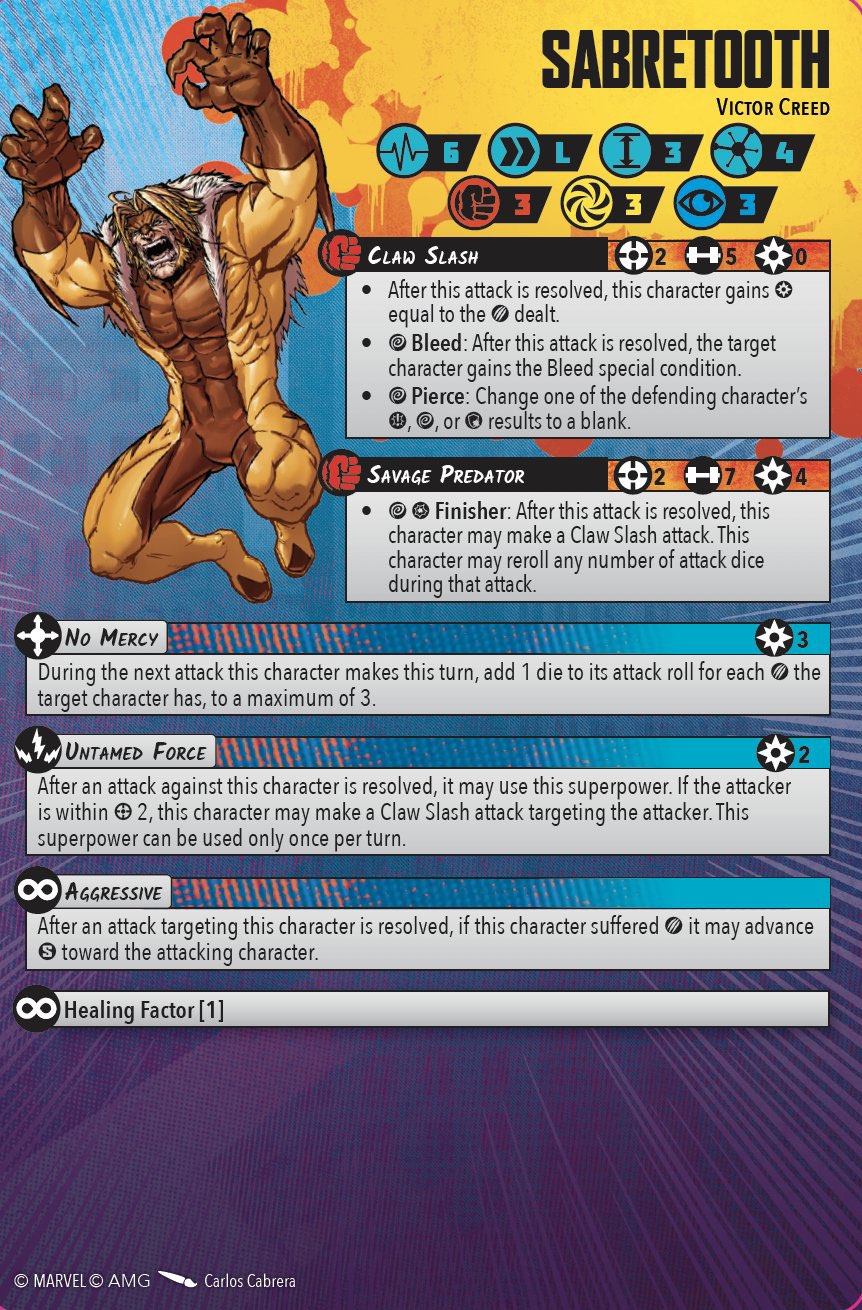 SABRETOOTH
VICTOR CREED
6 L 3 4
3 3 3
CLAW SLASH 2 5 0
• After this attack is resolved, this character gains
equal to the dealt.
• Bleed: After this attack is resolved, the target
character gains the Bleed special condition.
• Pierce: Change one of the defending character's
, , or results to a blank.
SAVAGE PREDATOR 2 7 4
• Finisher: After this attack is resolved, this
character may make a Claw Slash attack. This
character may reroll any number of attack dice
during that attack.
NO MERCY 3
During the next attack this character makes this turn, add 1 die to its attack roll for each the
target character has, to a maximum of 3.
UNTAMED FORCE 2
After an attack against this character is resolved, it may use this superpower. If the attacker
is within 2, this character may make a Claw Slash attack targeting the attacker. This
superpower can be used only once per turn.
AGGRESSIVE
After an attack targeting this character is resolved, if this character suffered it may advance
S toward the attacking character.
Healing Factor [1]
© MARVEL © AMG Carlos Cabrera